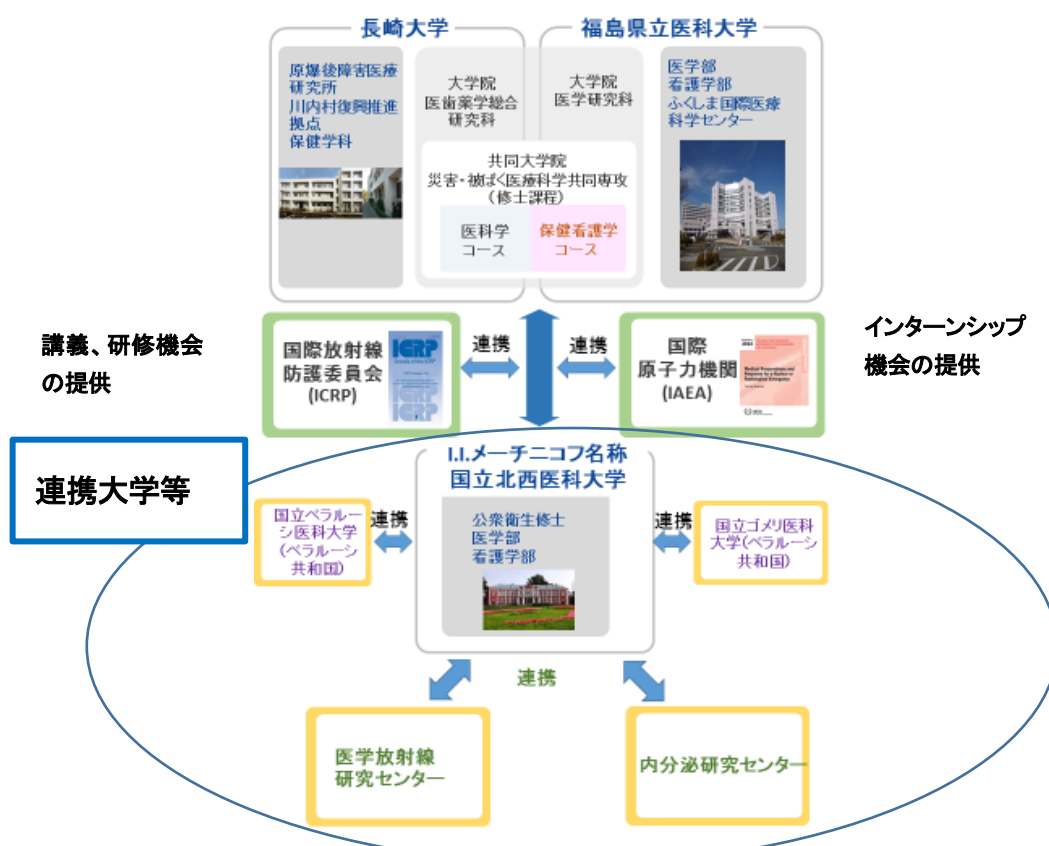 長崎大学
福島県立医科大学
原爆後障害医療
研究所
川内村復興推進
拠点
保健学科
大学院
医歯薬学総合
研究科
大学院
医学研究科
医学部
看護学部
ふくしま国際医療
科学センター
共同大学院
災害・被ばく医療科学共同専攻
(修士課程)
医科学
コース
保健看護学
コース
講義、研修機会
の提供
国際放射線
防護委員会
(ICRP)
ICRP
連携
連携
国際
原子力機関
(IAEA)
インターンシップ
機会の提供
連携大学等
I.I.メーチニコフ名称
国立北西医科大学
公衆衛生修士
医学部
看護学部
国立ベラルー
シ医科大学
(ベラルーシ
共和国)
連携
連携
国立ゴメリ医科
大学(ベラルーシ
共和国)
連携
医学放射線
研究センター
内分泌研究センター